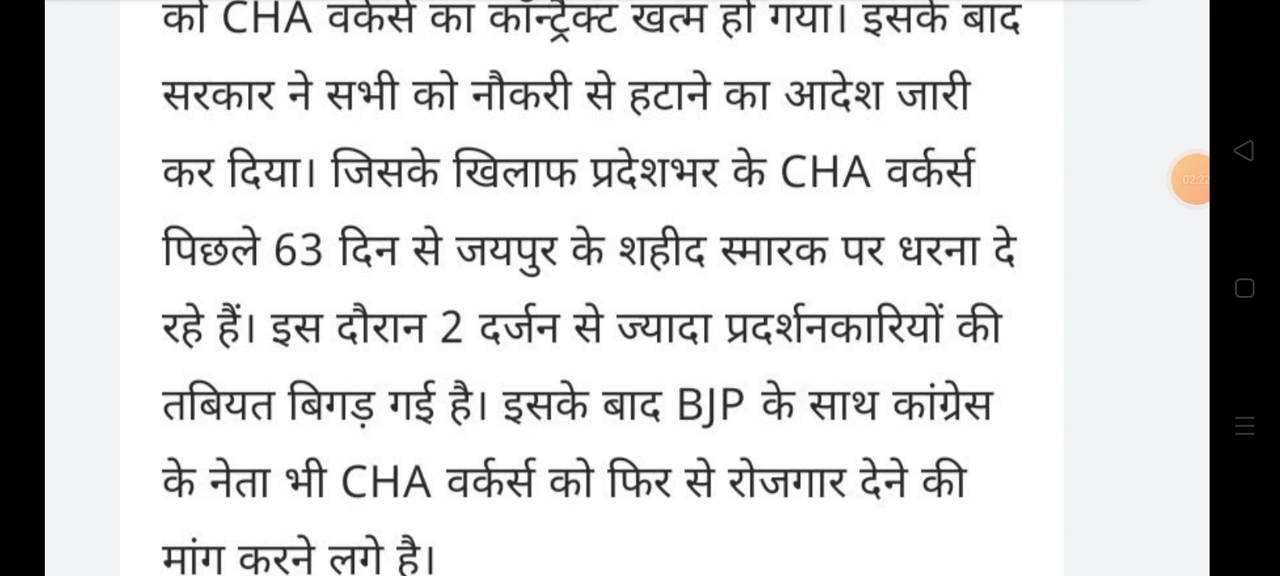 को CHA वर्कर्स का कॉन्ट्रैक्ट खत्म हो गया। इसके बाद
सरकार ने सभी को नौकरी से हटाने का आदेश जारी
कर दिया। जिसके खिलाफ प्रदेशभर के CHA वर्कर्स
पिछले 63 दिन से जयपुर के शहीद स्मारक पर धरना दे
रहे हैं। इस दौरान 2 दर्जन से ज्यादा प्रदर्शनकारियों की
तबियत बिगड़ गई है। इसके बाद BJP के साथ कांग्रेस
के नेता भी CHA वर्कर्स को फिर से रोजगार देने की
मांग करने लगे है।